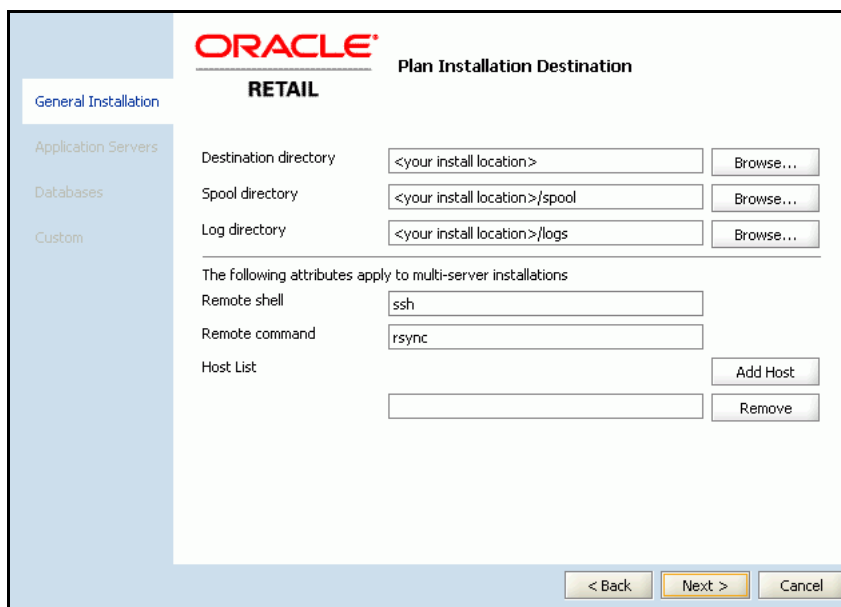 ORACLE®
RETAIL
Plan Installation Destination
General Installation
Application Servers
Databases
Custom
Destination directory
<your install location>
Browse...
Spool directory
<your install location>/spool
Browse...
Log directory
<your install location>/logs
Browse...
The following attributes apply to multi-server installations
Remote shell
ssh
Remote command
rsync
Host List
Add Host
Remove
< Back
Next >
Cancel